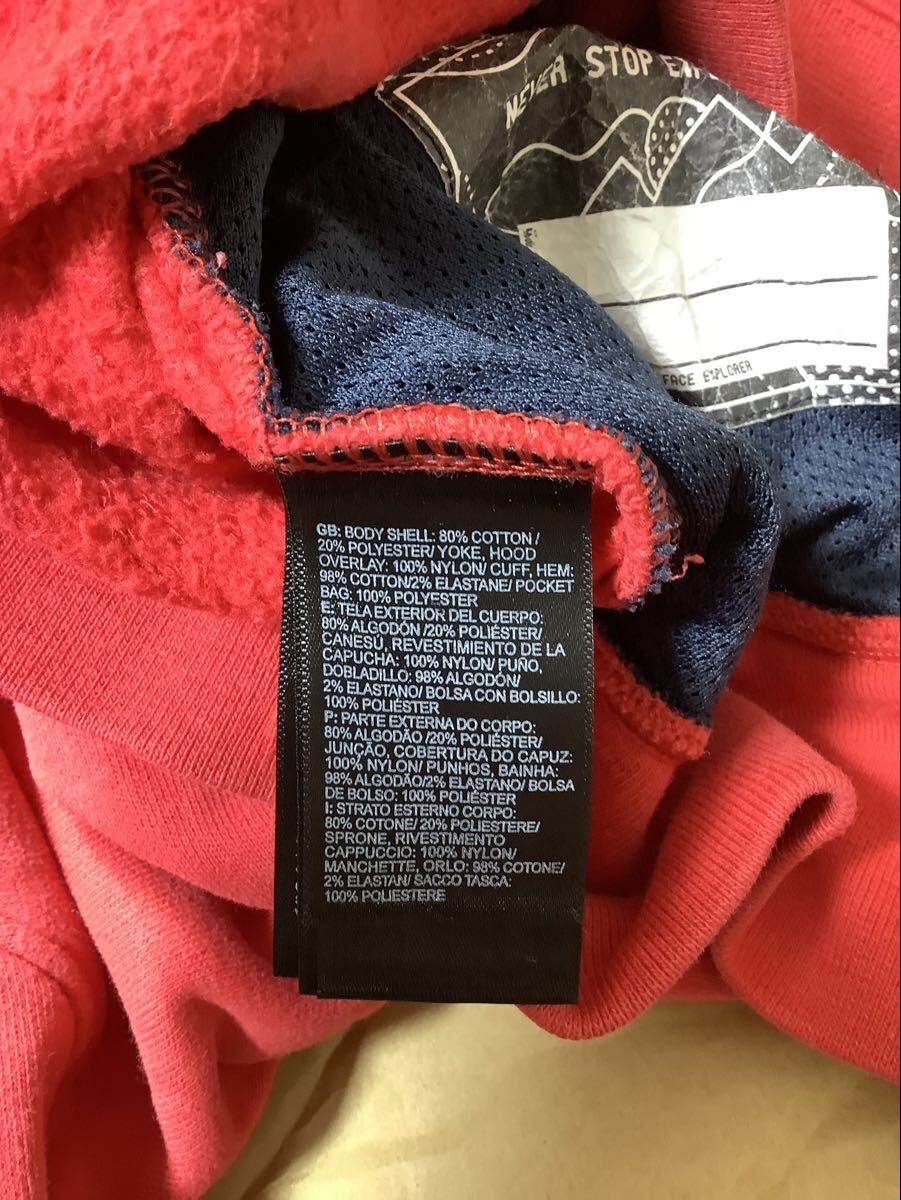 NEVER STOP
FACE EXPLORER
GB: BODY SHELL: 80% COTTON /
20% POLYESTER/ YOKE, HOOD
OVERLAY: 100% NYLON/ CUFF, HEM:
98% COTTON/2% ELASTANE/ POCKET
BAG: 100% POLYESTER
E: TELA EXTERIOR DEL CUERPO:
80% ALGODÓN /20% POLIÉSTER/
CANESÚ, REVESTIMIENTO DE LA
CAPUCHA: 100% NYLON/ PUÑO,
DOBLADILLO: 98% ALGODÓN/
2% ELASTANO/ BOLSA CON BOLSILLO:
100% POLIÉSTER
P: PARTE EXTERNA DO CORPO:
80% ALGODÃO /20% POLIÉSTER/
JUNÇÃO, COBERTURA DO CAPUZ:
100% NYLON/ PUNHOS, BAINHA:
98% ALGODÃO/2% ELASTANO/ BOLSA
DE BOLSO: 100% POLIÉSTER
I: STRATO ESTERNO CORPO:
80% COTONE/ 20% POLIESTERE/
SPRONE, RIVESTIMENTO
CAPPUCCIO: 100% NYLON/
MANCHETTE, ORLO: 98% COTONE/
2% ELASTAN/ SACCO TASCA:
100% POLIESTERE